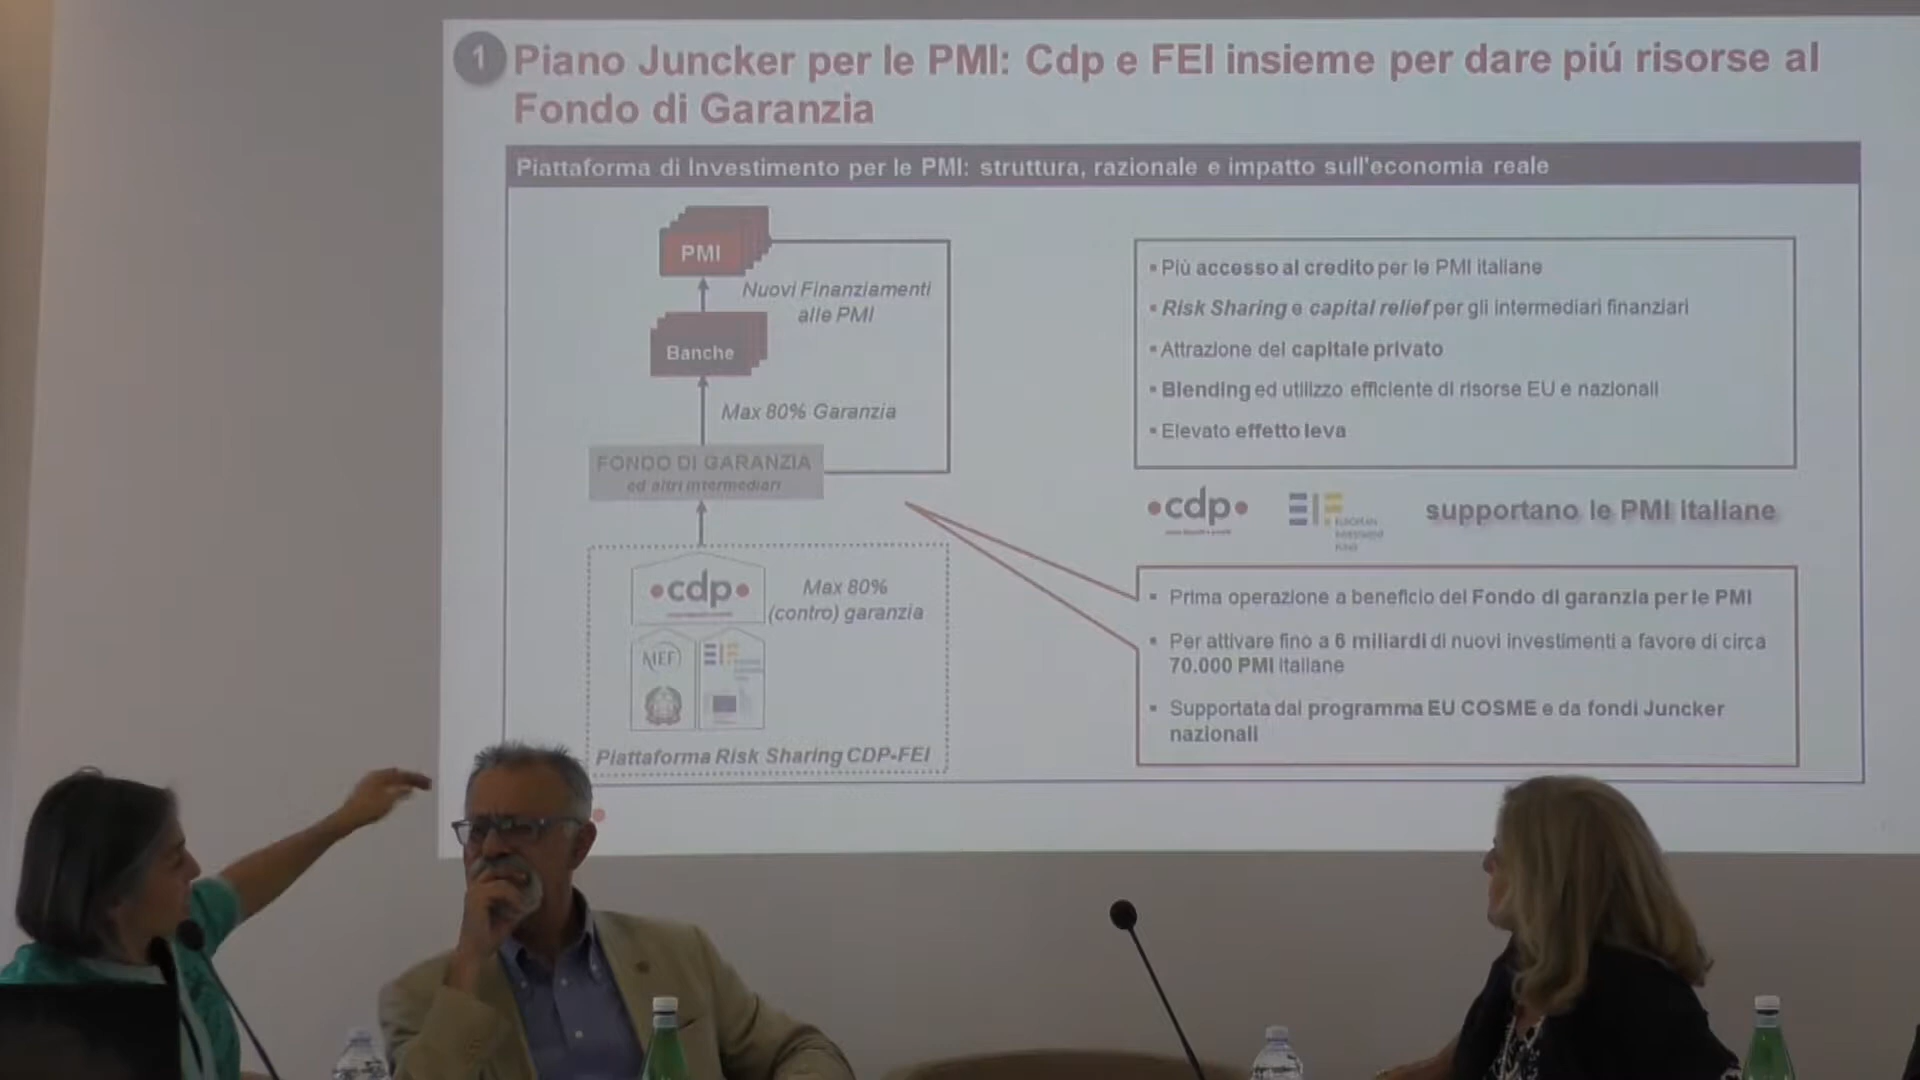 1
Piano Juncker per le PMI: Cdp e FEI insieme per dare piú risorse al
Fondo di Garanzia
Piattaforma di Investimento per le PMI: struttura, razionale e impatto sull'economia reale
PMI
Nuovi Finanziamenti
alle PMI
Banche
Max 80% Garanzia
FONDO DI GARANZIA
ed altri intermediari
cdp
Max 80%
(contro) garanzia
MEF
EIF
Piattaforma Risk Sharing CDP-FEI
▪ Più accesso al credito per le PMI italiane
▪ Risk Sharing e capital relief per gli intermediari finanziari
▪ Attrazione del capitale privato
▪ Blending ed utilizzo efficiente di risorse EU e nazionali
▪ Elevato effetto leva
cdp
EIF
EUROPEAN
INVESTMENT
FUND
supportano le PMI italiane
▪ Prima operazione a beneficio del Fondo di garanzia per le PMI
▪ Per attivare fino a 6 miliardi di nuovi investimenti a favore di circa
70.000 PMI italiane
▪ Supportata dal programma EU COSME e da fondi Juncker
nazionali